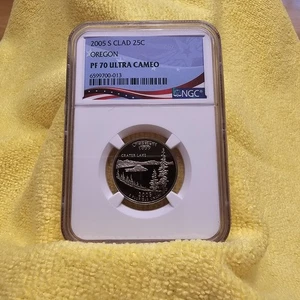 2005 S CLAD 25C
OREGON
PF 70 ULTRA CAMEO
6599700-013
NGC
CRATER LAKE